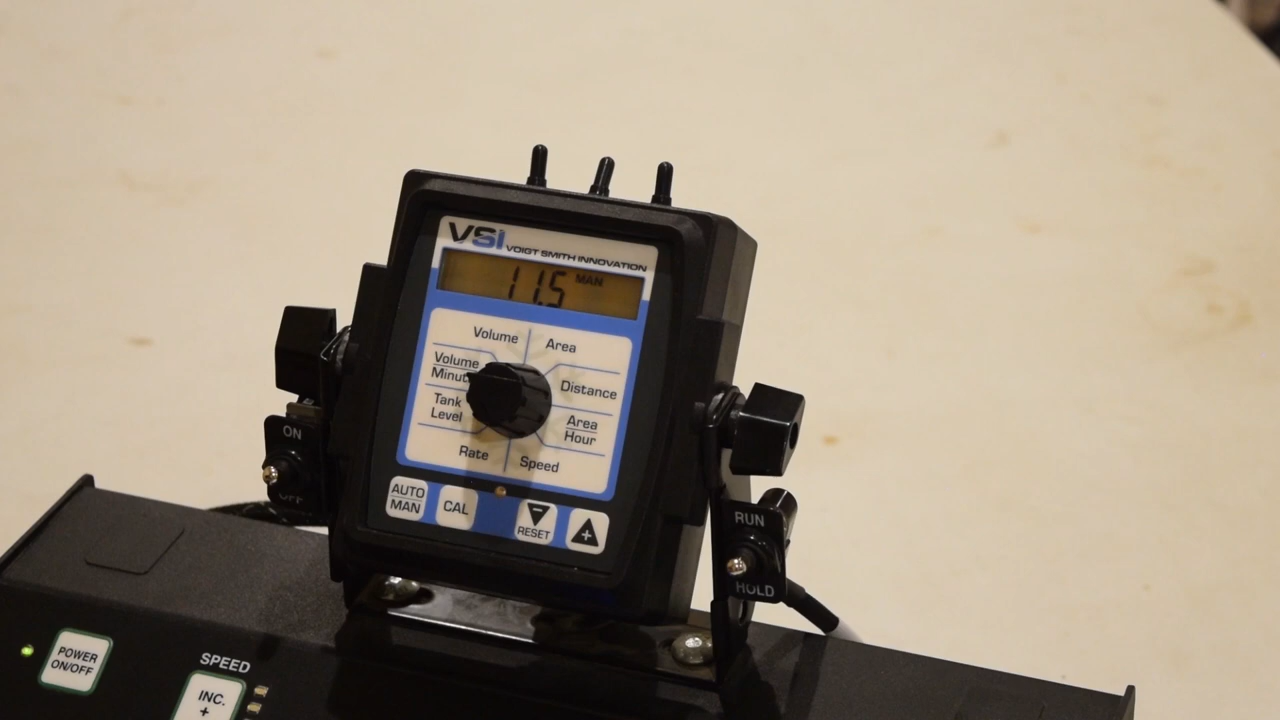 VSI VOIGT SMITH INNOVATION
11.5 MAN
Volume
Area
Volume
Distance
Tank
Level
Area
Hour
Rate
Speed
AUTO
MAN
CAL
RESET
ON
OFF
RUN
HOLD
POWER
ON/OFF
SPEED
INC.
+